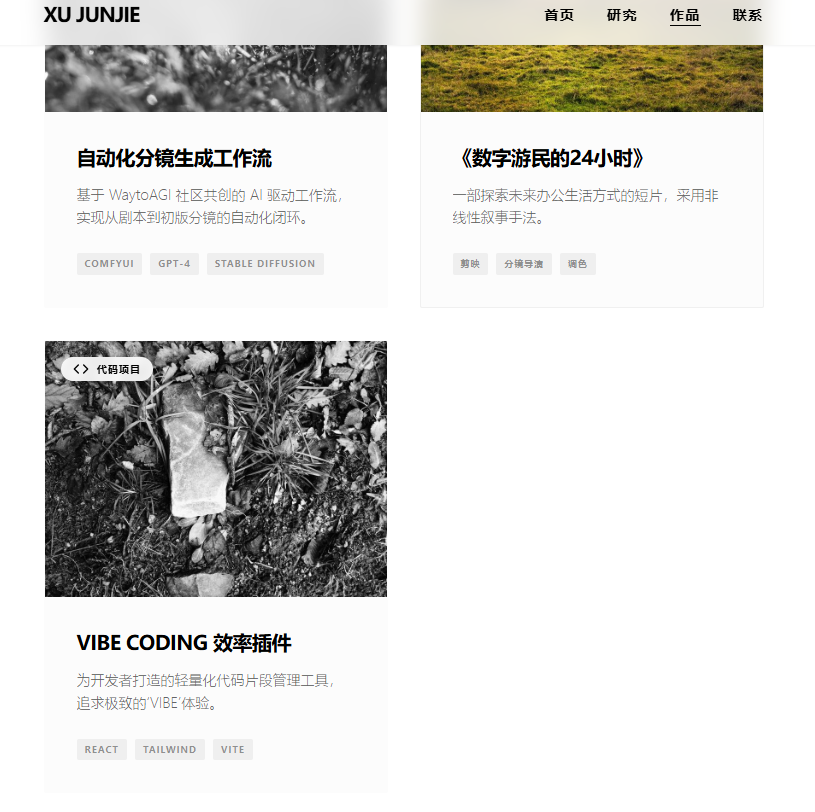 XU JUNJIE
首页 研究 作品 联系
自动化分镜生成工作流
基于 WaytoAGI 社区共创的 AI 驱动工作流，
实现从剧本到初版分镜的自动化闭环。
COMFYUI GPT-4 STABLE DIFFUSION
《数字游民的24小时》
一部探索未来办公生活方式的短片，采用非
线性叙事手法。
剪映 分镜导演 调色
代码项目
VIBE CODING 效率插件
为开发者打造的轻量化代码片段管理工具，
追求极致的'VIBE'体验。
REACT TAILWIND VITE